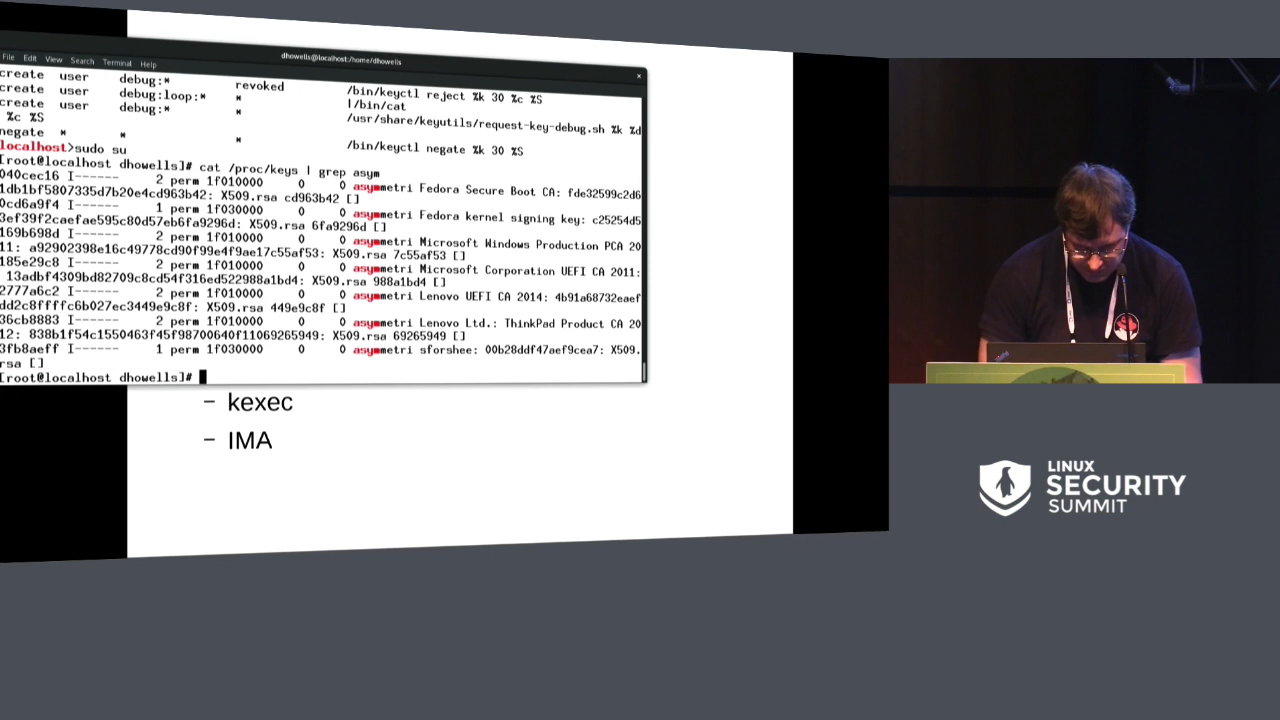 dhowells@localhost:/home/dhowells
File Edit View Search Terminal Help
create user debug:* revoked /bin/keyctl reject %k 30 %c %S
create user debug:loop:* * |/bin/cat
create user debug:* * /usr/share/keyutils/request-key-debug.sh %k %d
%c %S
negate * * * /bin/keyctl negate %k 30 %S
localhost>sudo su
[root@localhost dhowells]# cat /proc/keys | grep asym
040cec16 I------ 2 perm 1f010000 0 0 asymmetri Fedora Secure Boot CA: fde32599c2d6
1db1bf5807335d7b20e4cd963b42: X509.rsa cd963b42 []
0cd6a9f4 I------ 1 perm 1f030000 0 0 asymmetri Fedora kernel signing key: c25254d5
3ef39f2caefae595c80d57eb6fa9296d: X509.rsa 6fa9296d []
169b698d I------ 2 perm 1f010000 0 0 asymmetri Microsoft Windows Production PCA 20
11: a92902398e16c49778cd90f99e4f9ae17c55af53: X509.rsa 7c55af53 []
185e29c8 I------ 2 perm 1f010000 0 0 asymmetri Microsoft Corporation UEFI CA 2011:
13adbf4309bd82709c8cd54f316ed522988a1bd4: X509.rsa 988a1bd4 []
2777a6c2 I------ 2 perm 1f010000 0 0 asymmetri Lenovo UEFI CA 2014: 4b91a68732eaef
dd2c8ffffc6b027ec3449e9c8f: X509.rsa 449e9c8f []
36cb8883 I------ 2 perm 1f010000 0 0 asymmetri Lenovo Ltd.: ThinkPad Product CA 20
12: 838b1f54c1550463f45f98700640f11069265949: X509.rsa 69265949 []
3fb8aeff I------ 1 perm 1f030000 0 0 asymmetri sforshee: 00b28ddf47aef9cea7: X509.
rsa []
[root@localhost dhowells]#
– kexec
– IMA
LINUX
SECURITY
SUMMIT